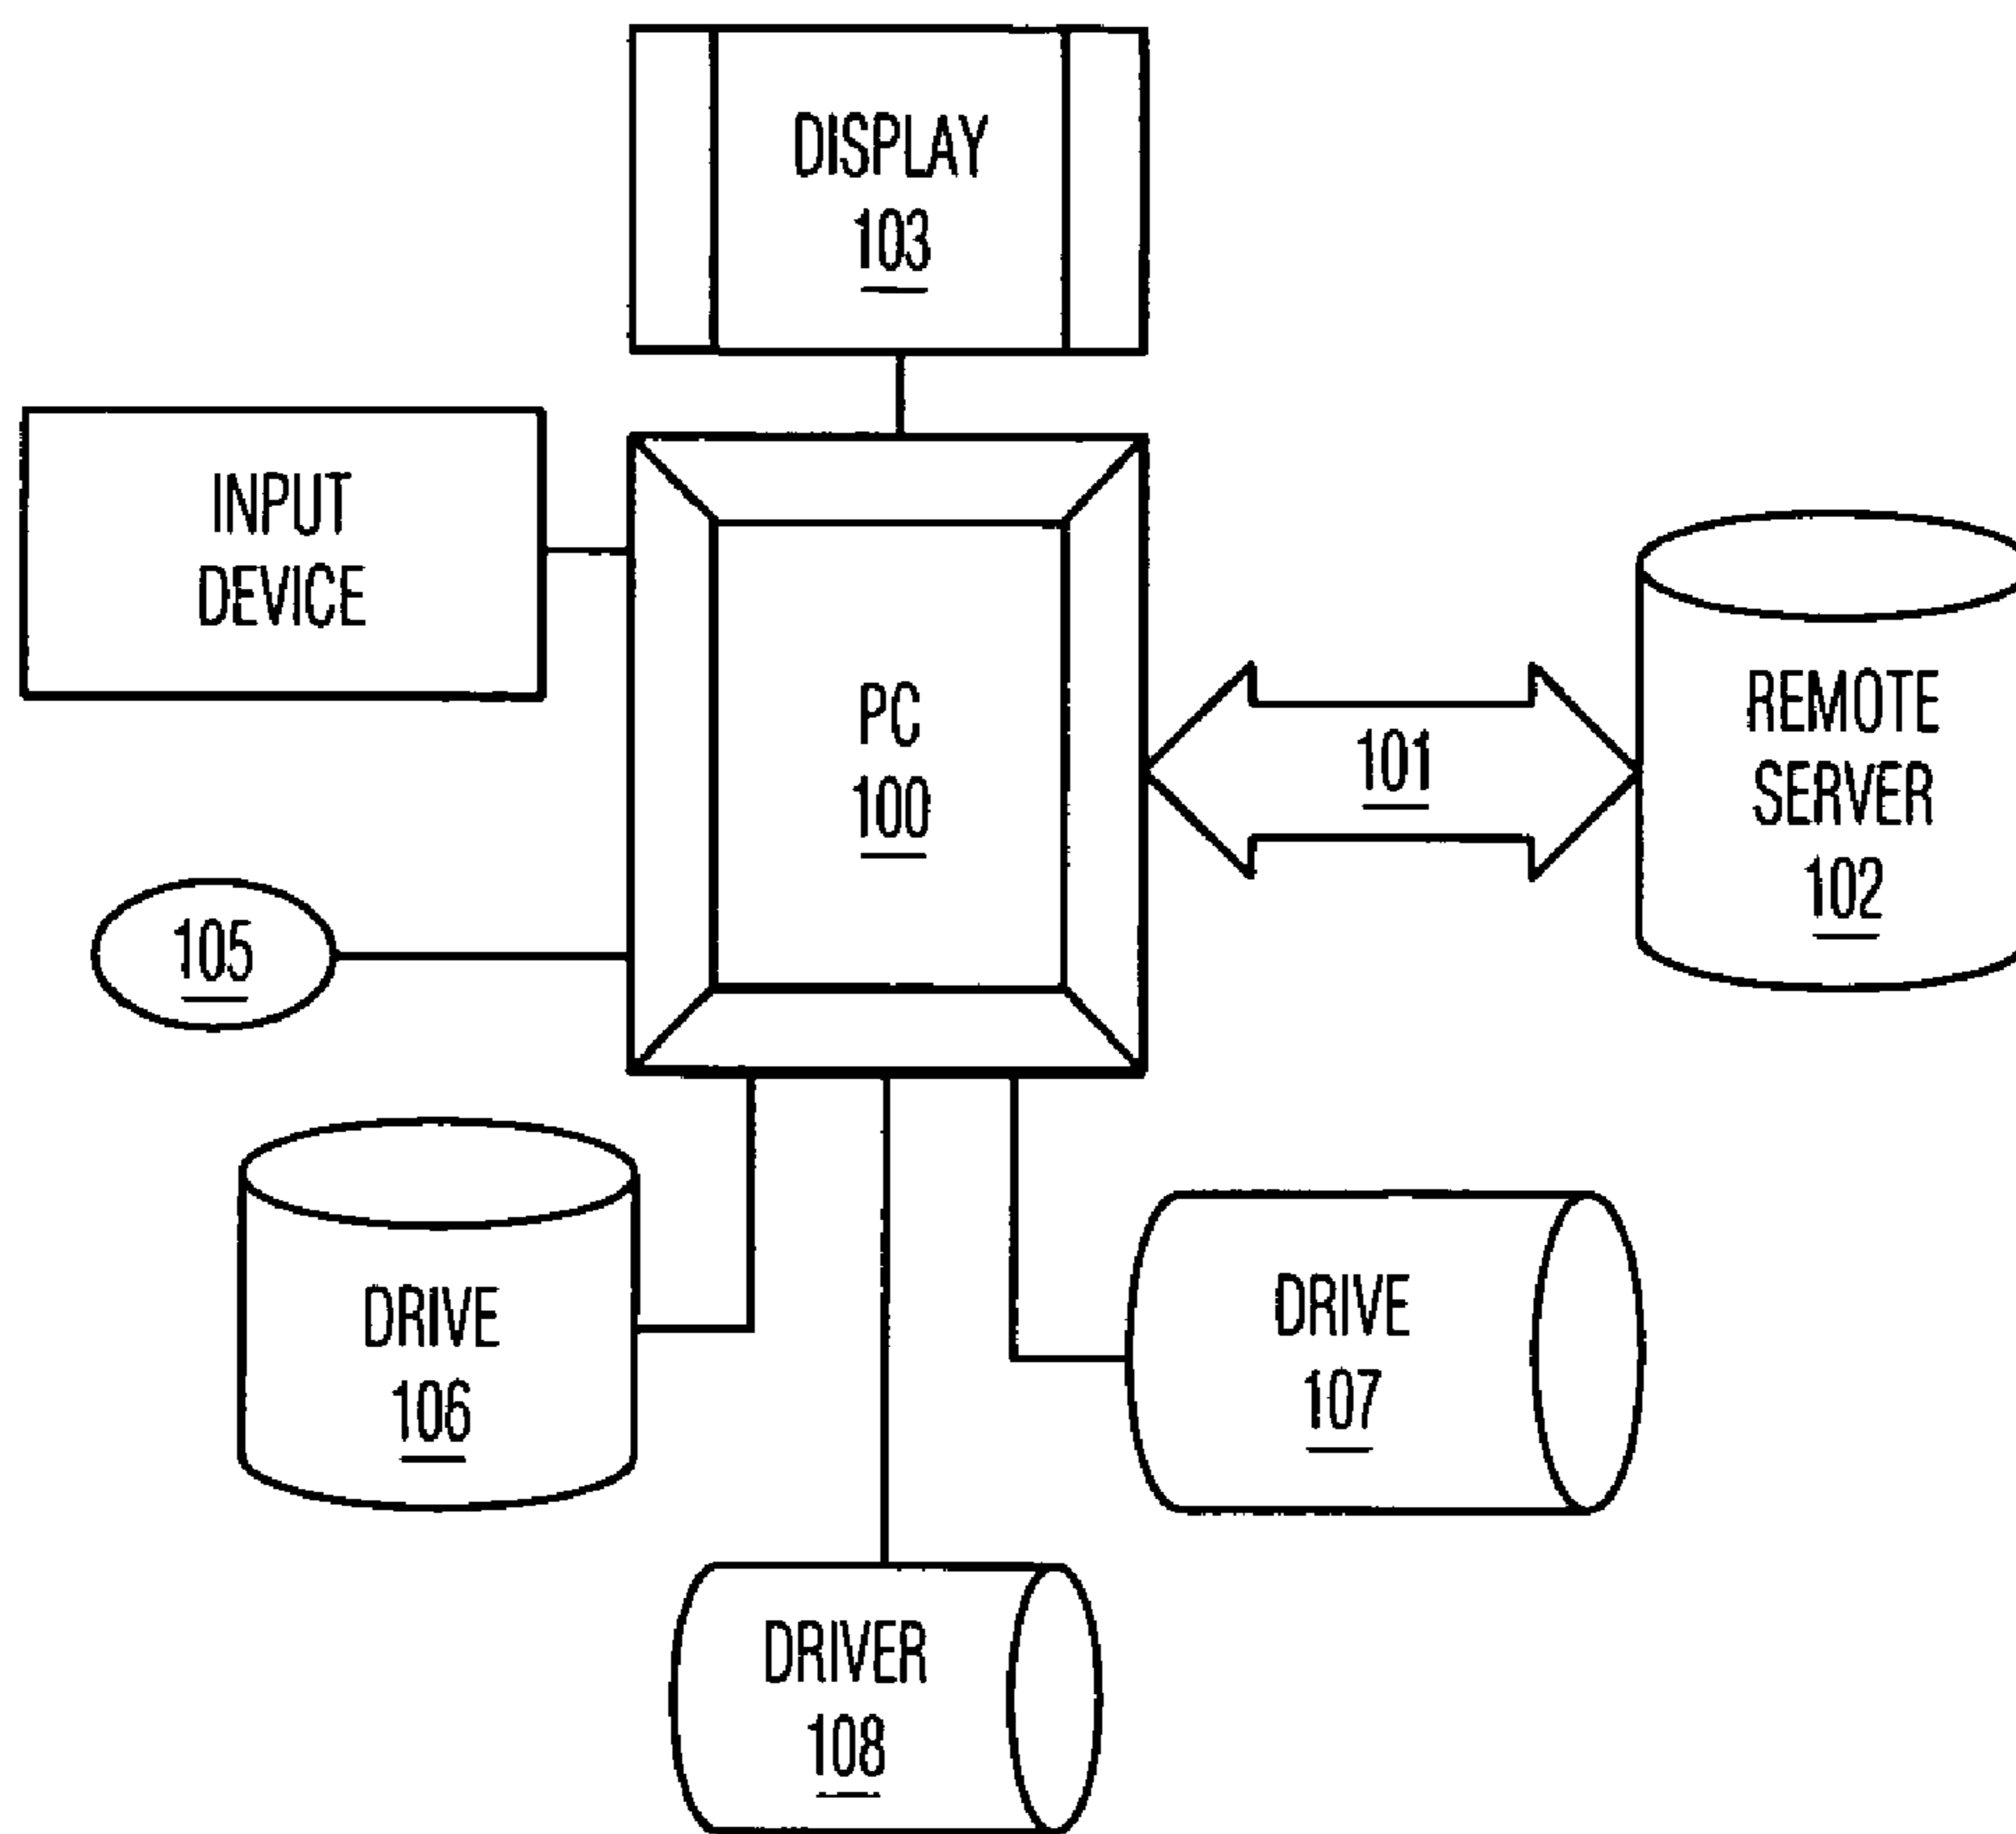 DISPLAY
103
INPUT
DEVICE
PC
100
101
REMOTE
SERVER
102
105
DRIVE
106
DRIVE
107
DRIVER
108